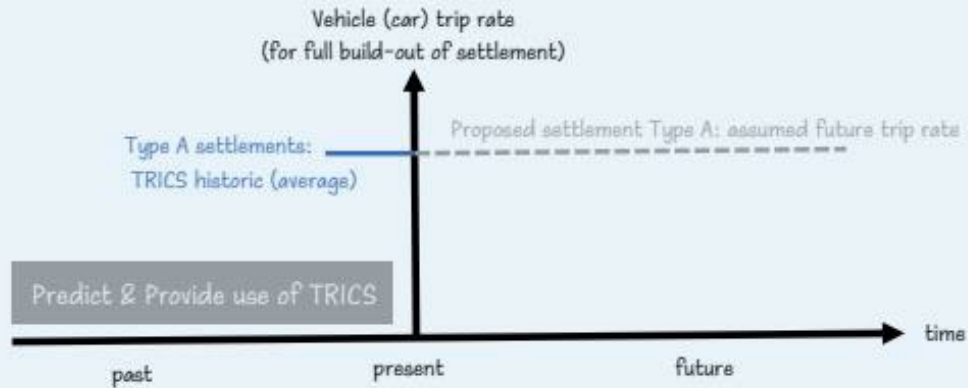 Vehicle (car) trip rate
(for full build-out of settlement)
Proposed settlement Type A: assumed future trip rate
Type A settlements:
TRICS historic (average)
Predict & Provide use of TRICS
time
past
present
future